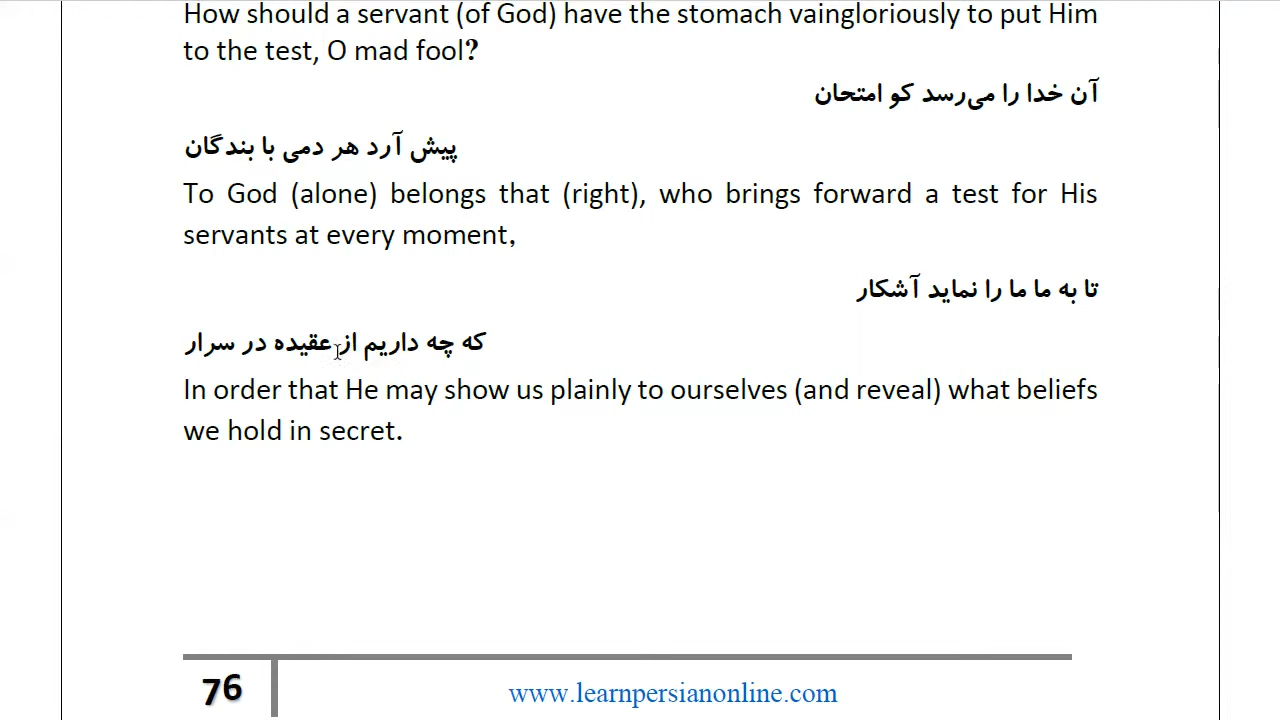 How should a servant (of God) have the stomach vaingloriously to put Him
to the test, O mad fool?
آن خدا را می‌رسد کو امتحان
پیش آرد هر دمی با بندگان
To God (alone) belongs that (right), who brings forward a test for His
servants at every moment,
تا به ما ما را نماید آشکار
که چه داریم از عقیده در سرار
In order that He may show us plainly to ourselves (and reveal) what beliefs
we hold in secret.
76
www.learnpersianonline.com